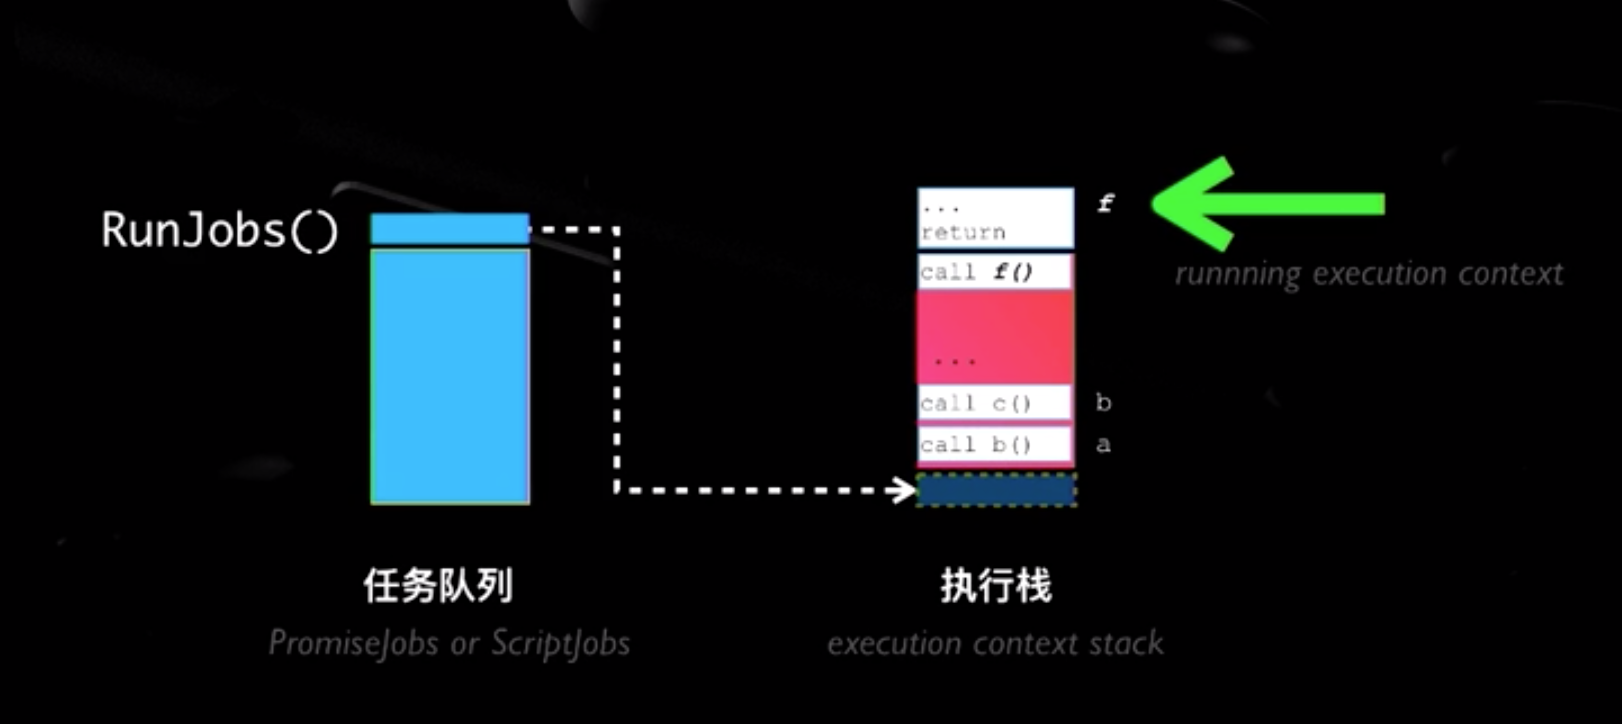 RunJobs()
...
return
f
call f()
runnning execution context
...
call c()
b
call b()
a
任务队列
执行栈
PromiseJobs or ScriptJobs
execution context stack